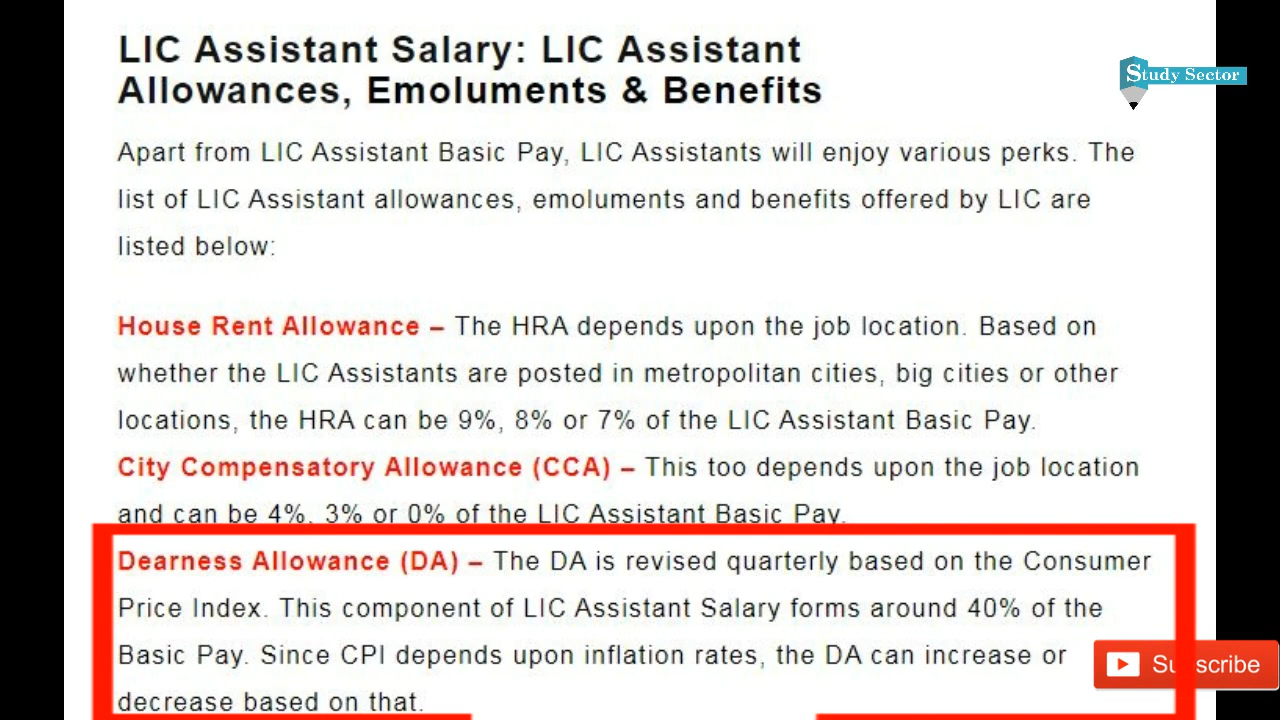 LIC Assistant Salary: LIC Assistant
Allowances, Emoluments & Benefits
Study Sector
Apart from LIC Assistant Basic Pay, LIC Assistants will enjoy various perks. The
list of LIC Assistant allowances, emoluments and benefits offered by LIC are
listed below:
House Rent Allowance – The HRA depends upon the job location. Based on
whether the LIC Assistants are posted in metropolitan cities, big cities or other
locations, the HRA can be 9%, 8% or 7% of the LIC Assistant Basic Pay.
City Compensatory Allowance (CCA) – This too depends upon the job location
and can be 4%, 3% or 0% of the LIC Assistant Basic Pay.
Dearness Allowance (DA) – The DA is revised quarterly based on the Consumer
Price Index. This component of LIC Assistant Salary forms around 40% of the
Basic Pay. Since CPI depends upon inflation rates, the DA can increase or
decrease based on that.
Subscribe